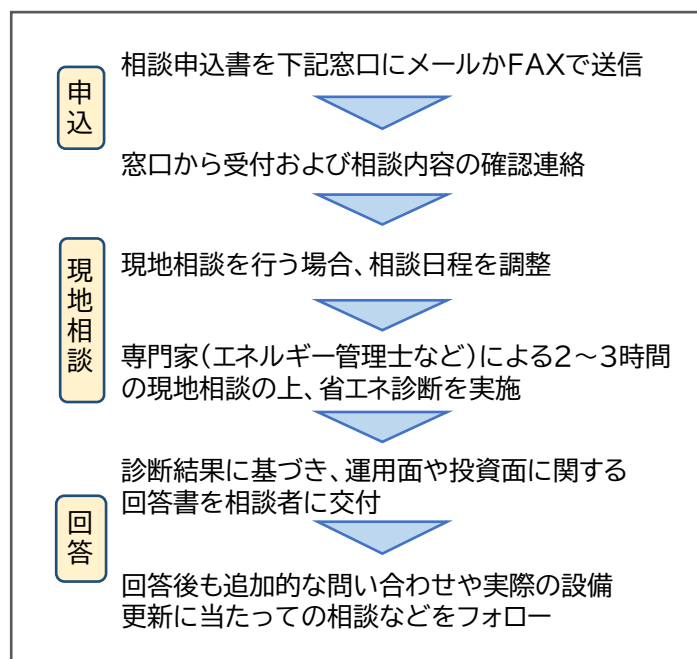 申込
相談申込書を下記窓口にメールかFAXで送信
窓口から受付および相談内容の確認連絡
現地相談
現地相談を行う場合、相談日程を調整
専門家(エネルギー管理士など)による2～3時間
の現地相談の上、省エネ診断を実施
回答
診断結果に基づき、運用面や投資面に関する
回答書を相談者に交付
回答後も追加的な問い合わせや実際の設備
更新に当たっての相談などをフォロー